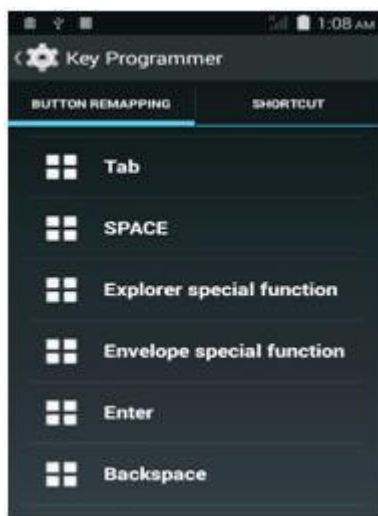 1:08 AM
Key Programmer
BUTTON REMAPPING
SHORTCUT
Tab
SPACE
Explorer special function
Envelope special function
Enter
Backspace